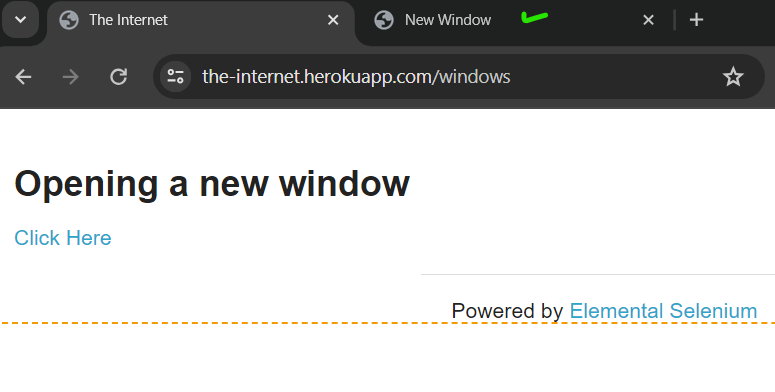 The Internet
New Window
the-internet.herokuapp.com/windows
Opening a new window
Click Here
Powered by Elemental Selenium